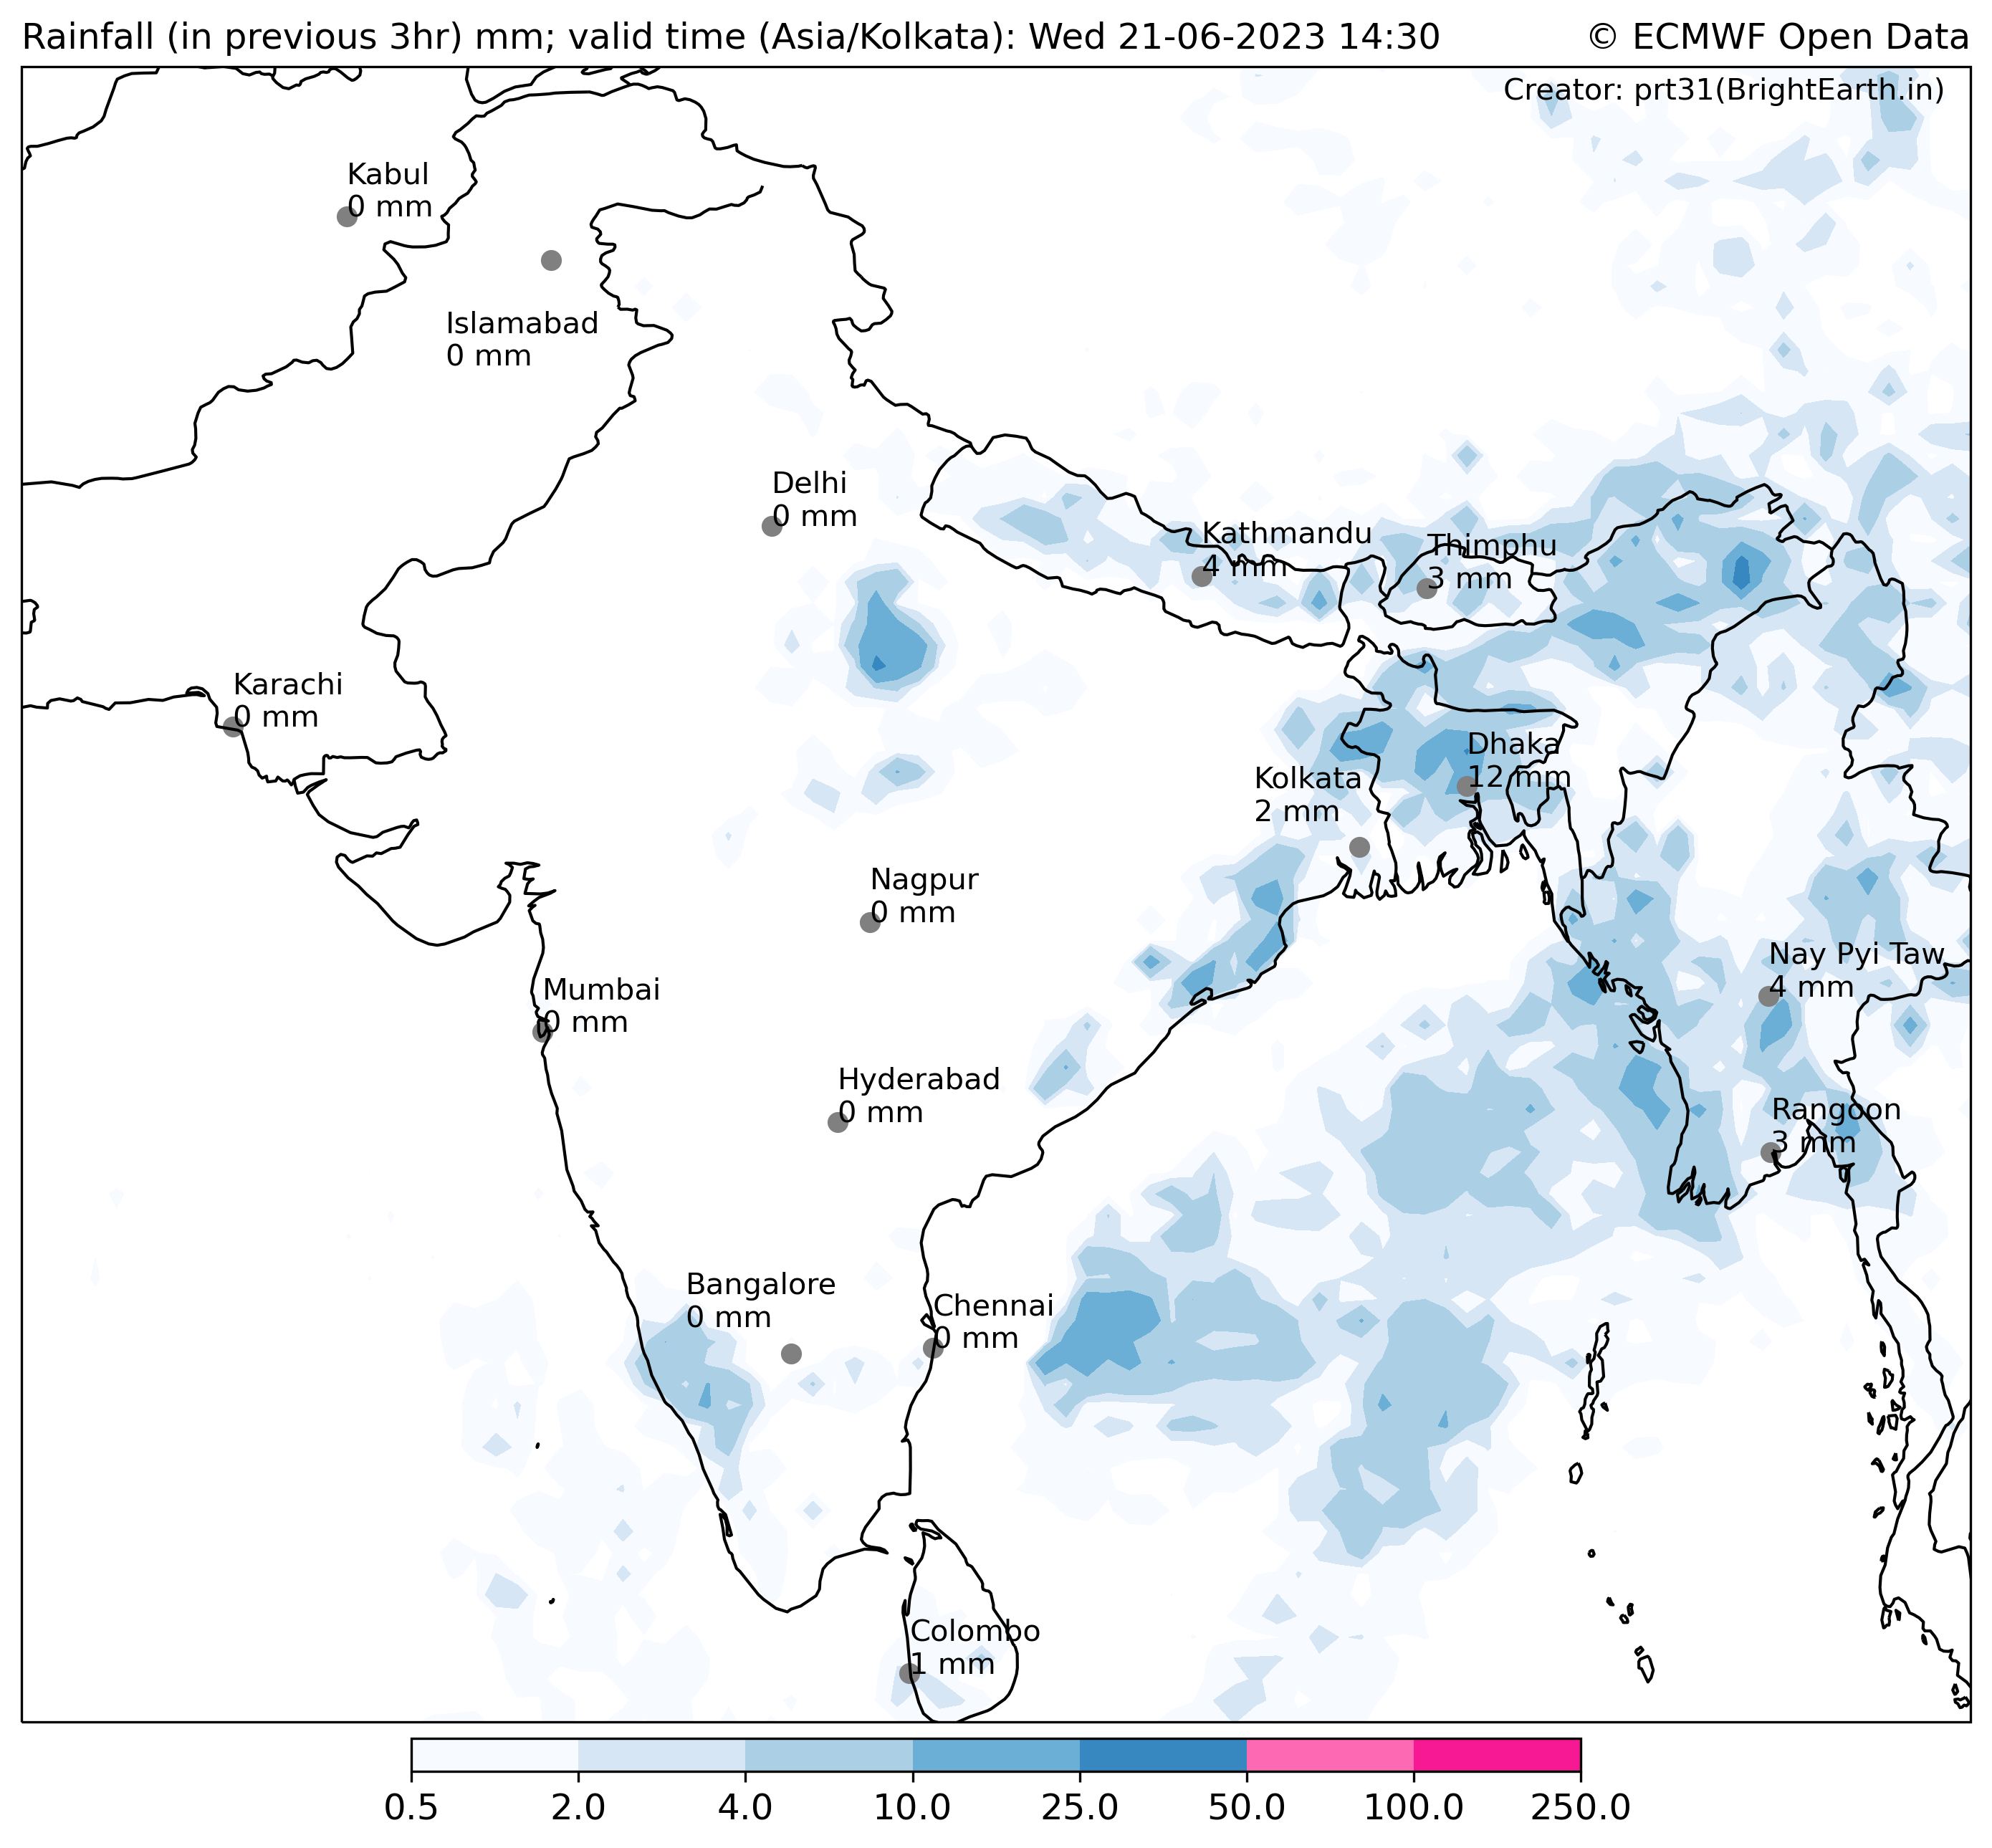 Rainfall (in previous 3hr) mm; valid time (Asia/Kolkata): Wed 21-06-2023 14:30
© ECMWF Open Data
Creator: prt31(BrightEarth.in)
Kabul
0 mm
Islamabad
0 mm
Delhi
0 mm
Kathmandu
4 mm
Thimphu
3 mm
Karachi
0 mm
Dhaka
12 mm
Kolkata
2 mm
Nagpur
0 mm
Nay Pyi Taw
4 mm
Mumbai
0 mm
Hyderabad
0 mm
Rangoon
3 mm
Bangalore
0 mm
Chennai
0 mm
Colombo
1 mm
0.5 2.0 4.0 10.0 25.0 50.0 100.0 250.0